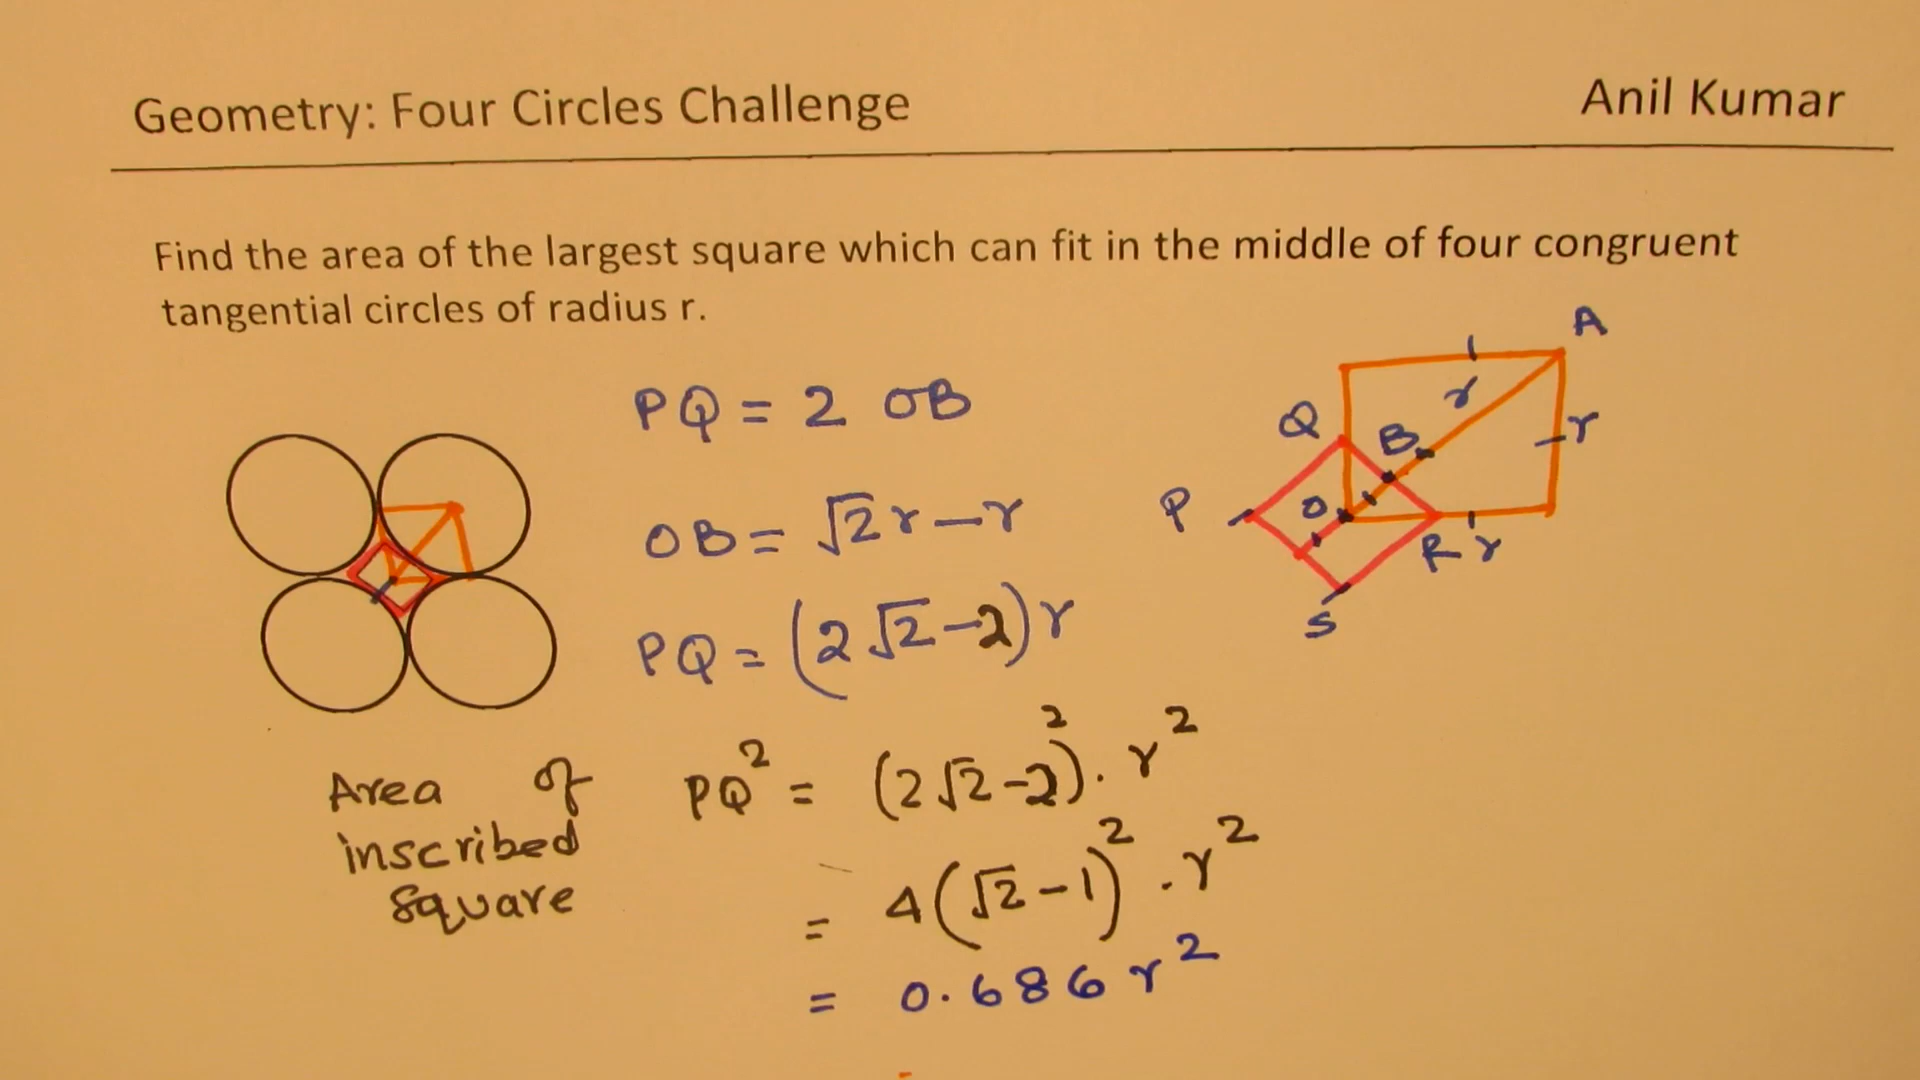 Geometry: Four Circles Challenge
Anil Kumar
Find the area of the largest square which can fit in the middle of four congruent
tangential circles of radius r.
PQ = 2 OB
OB = √2r - r
PQ = (2√2-2)r
Area of
inscribed
square
PQ² = (2√2-2)² . r²
= 4(√2-1)² . r²
= 0.686 r²
A
r
Q
B
r
P
O
R
r
S